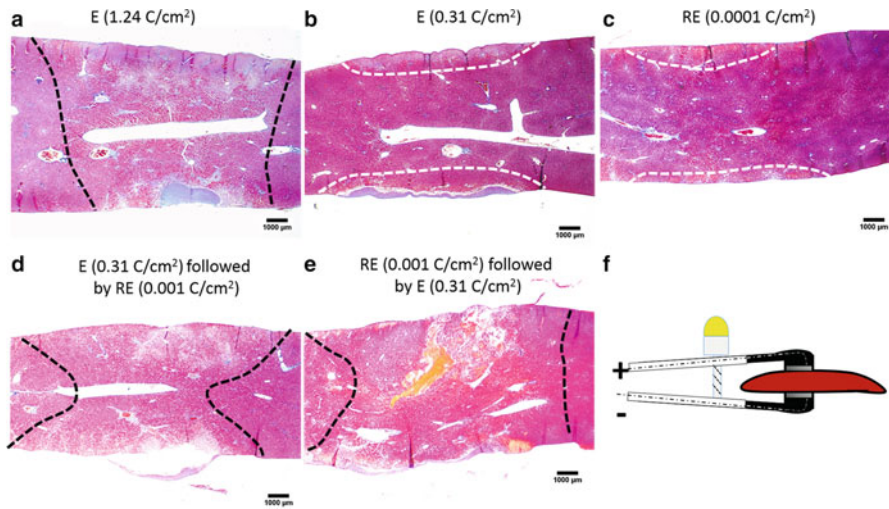 a E (1.24 C/cm²)
b E (0.31 C/cm²)
c RE (0.0001 C/cm²)
1000 µm
1000 µm
1000 µm
d E (0.31 C/cm²) followed
by RE (0.001 C/cm²)
e RE (0.001 C/cm²) followed
by E (0.31 C/cm²)
f
+
-
1000 µm
1000 µm